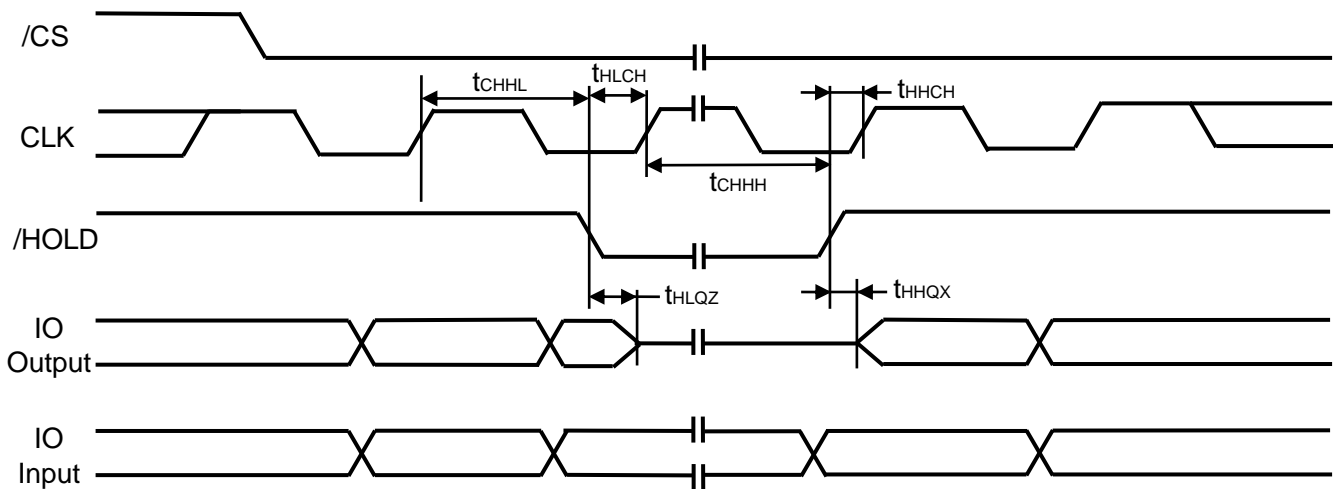 /CS
tCHHL
tHLCH
tHHCH
CLK
tCHHH
/HOLD
tHLQZ
tHHQX
IO
Output
IO
Input